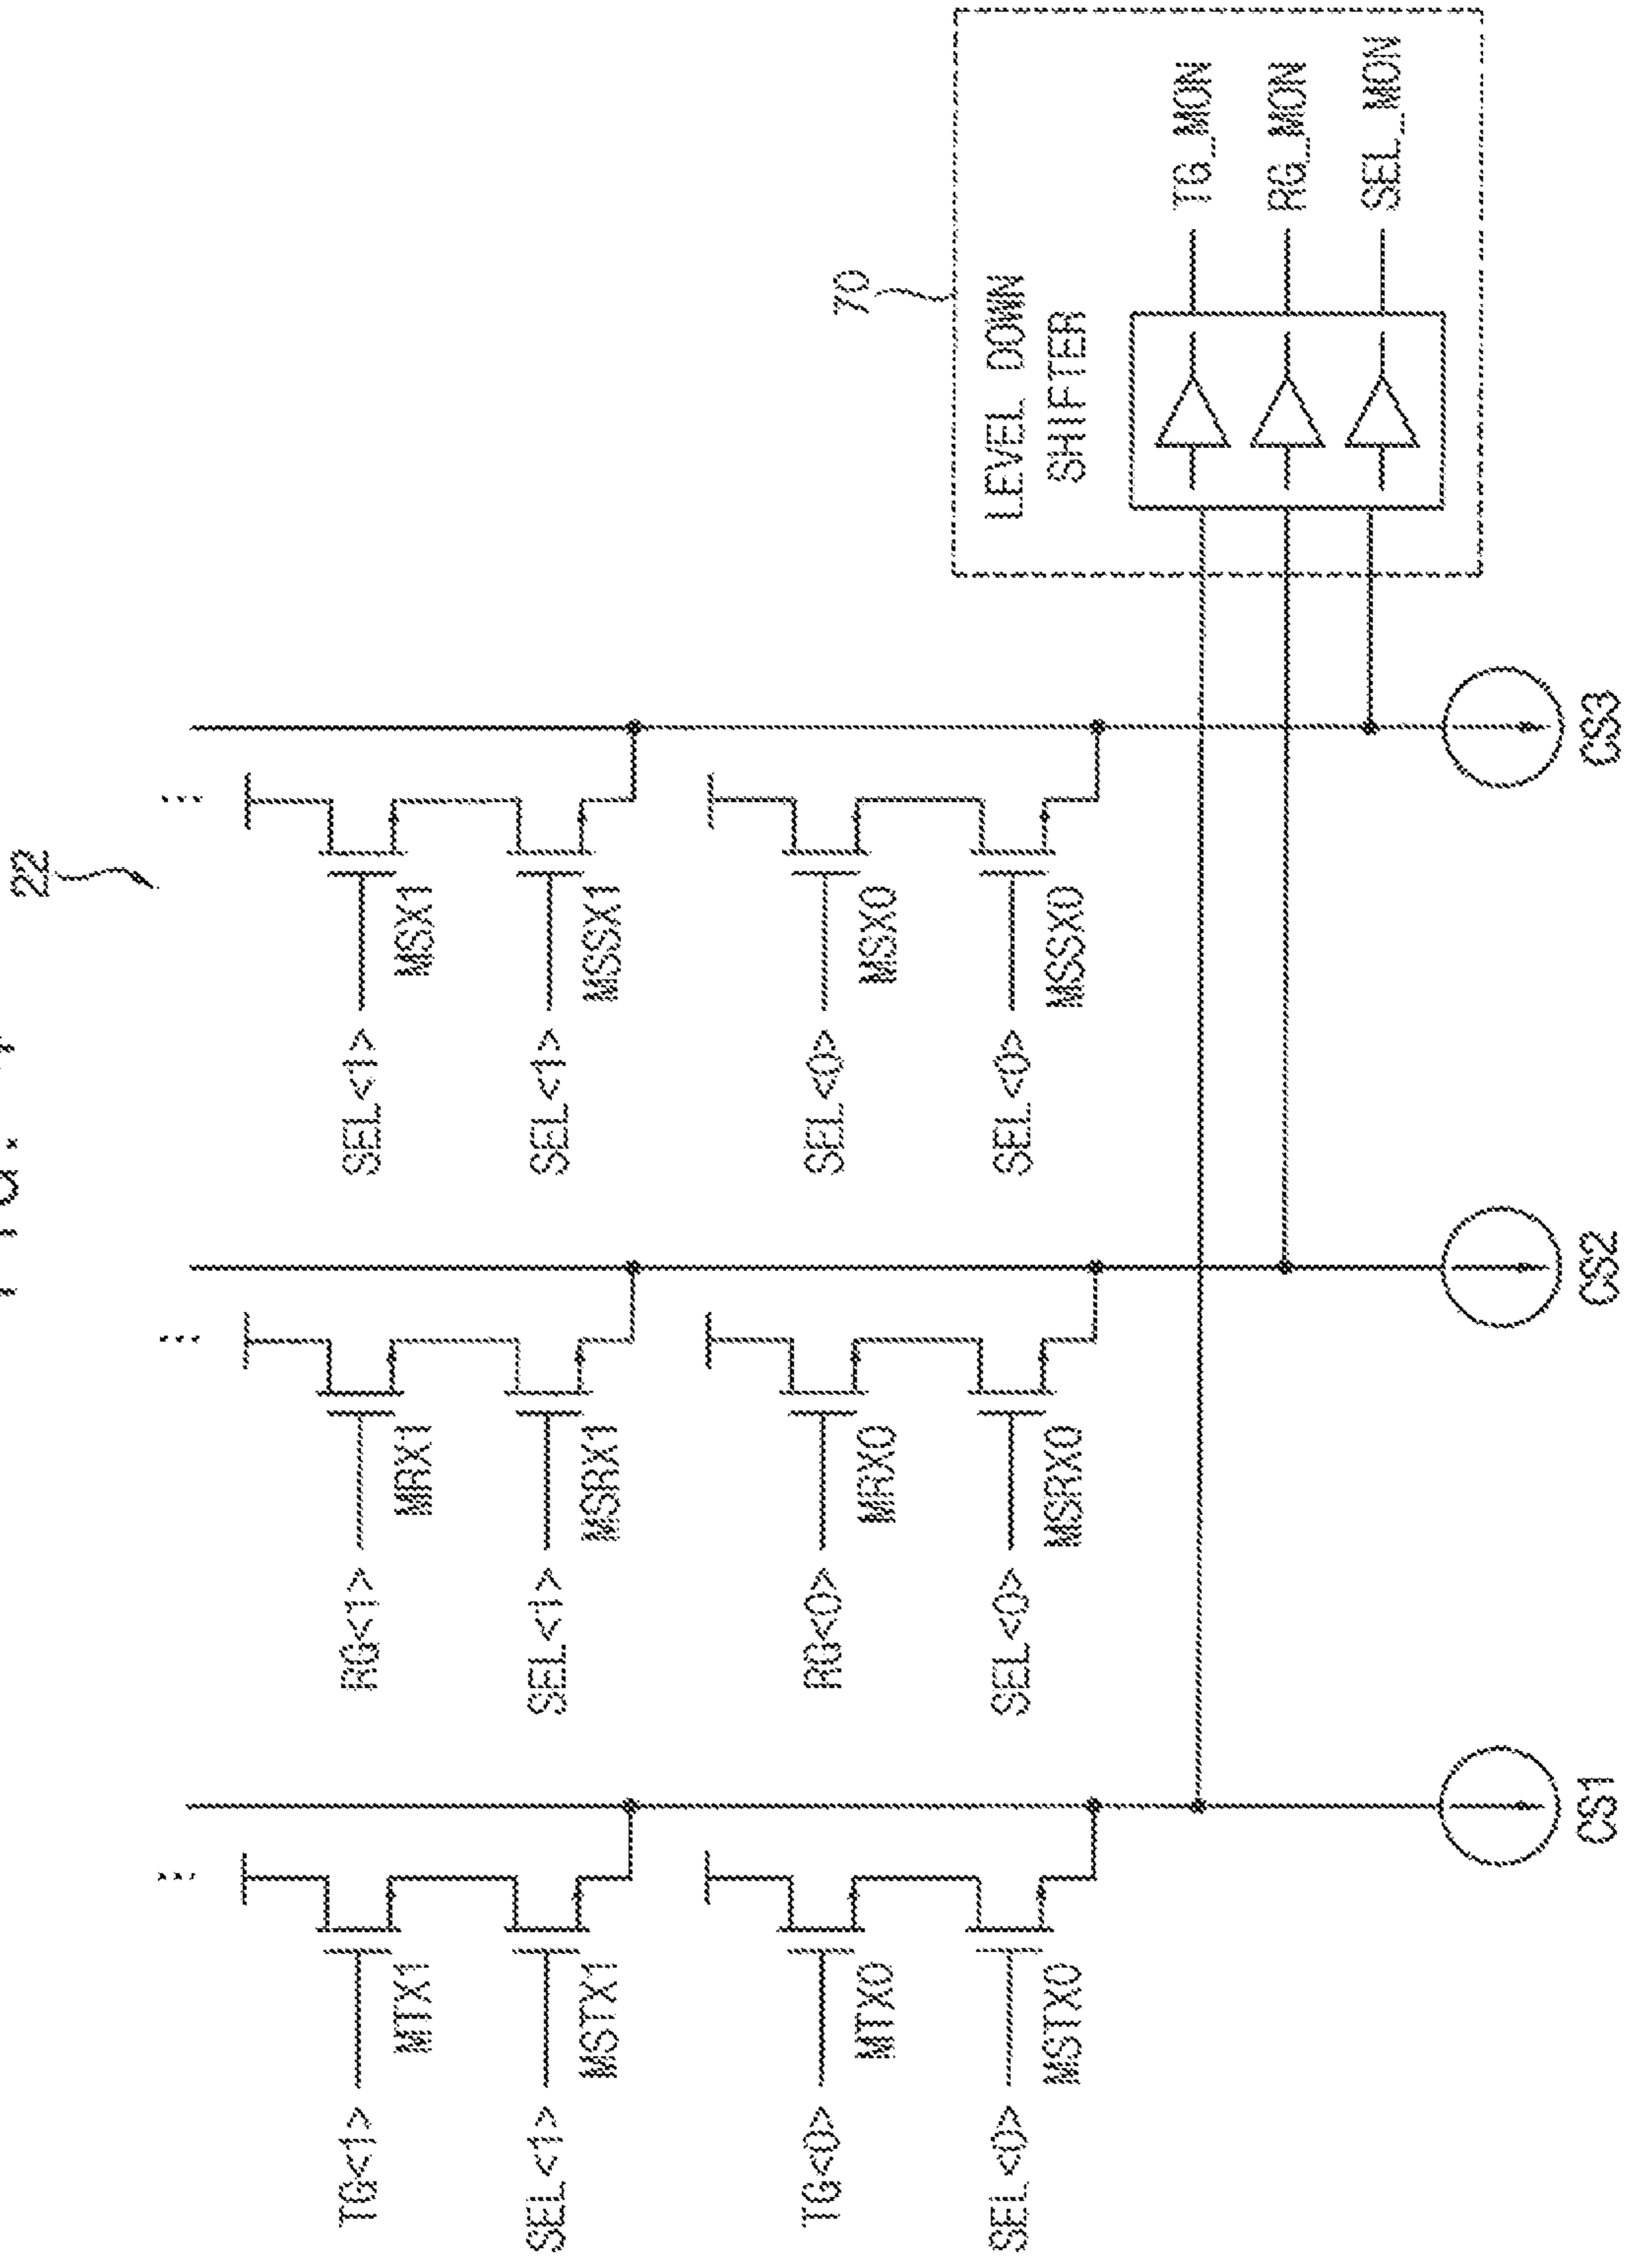 22
TG<1>
MTX1
SEL<1>
MSTX1
TG<0>
MTX0
SEL<0>
MSTX0
CS1
RG<1>
MRX1
SEL<1>
MSRX1
RG<0>
MRX0
SEL<0>
MSRX0
CS2
SEL<1>
MSX1
SEL<1>
MSSX1
SEL<0>
MSX0
SEL<0>
MSSX0
CS3
70
LEVEL DOWN
SHIFTER
TG_MON
RG_MON
SEL_MON